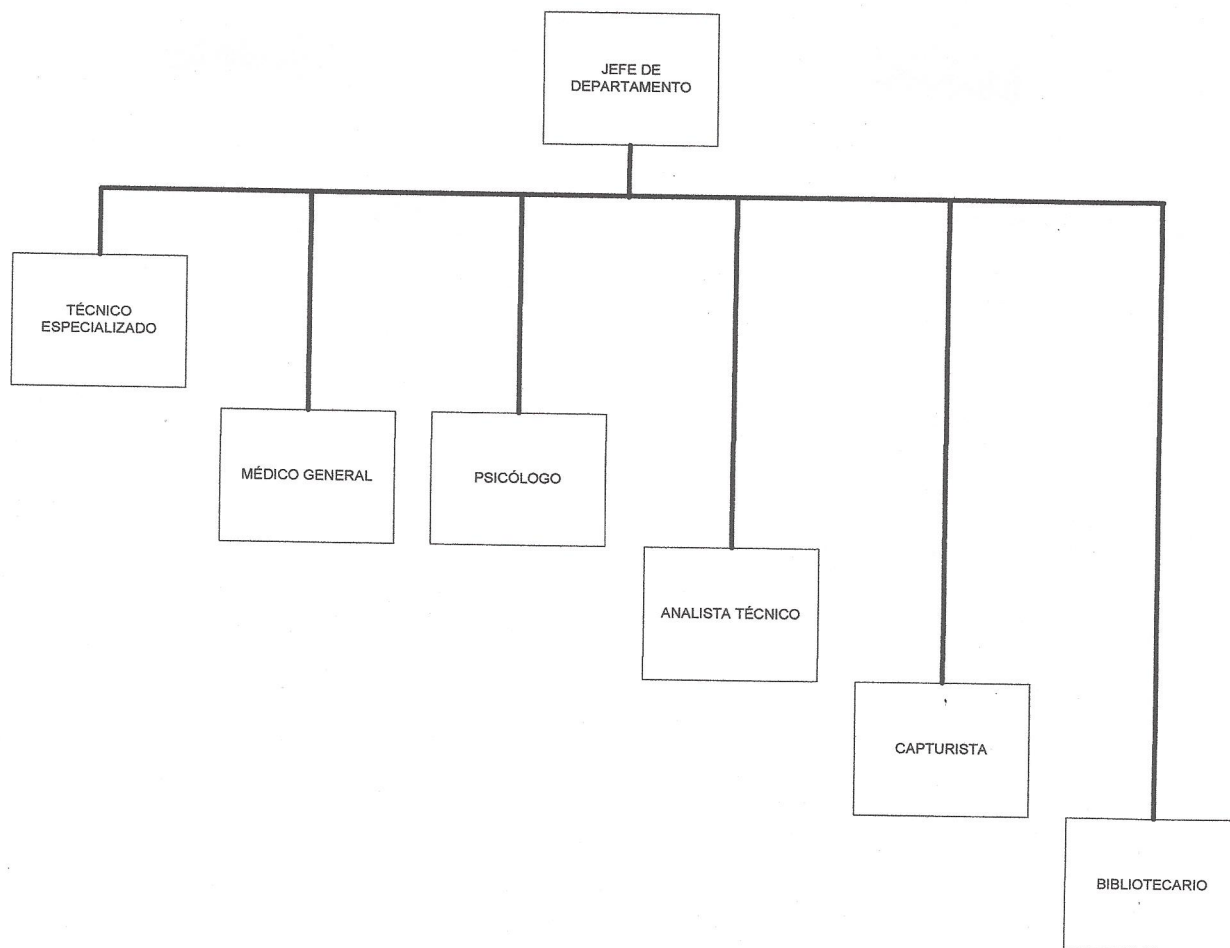 JEFE DE
DEPARTAMENTO
TÉCNICO
ESPECIALIZADO
MÉDICO GENERAL
PSICÓLOGO
ANALISTA TÉCNICO
CAPTURISTA
BIBLIOTECARIO